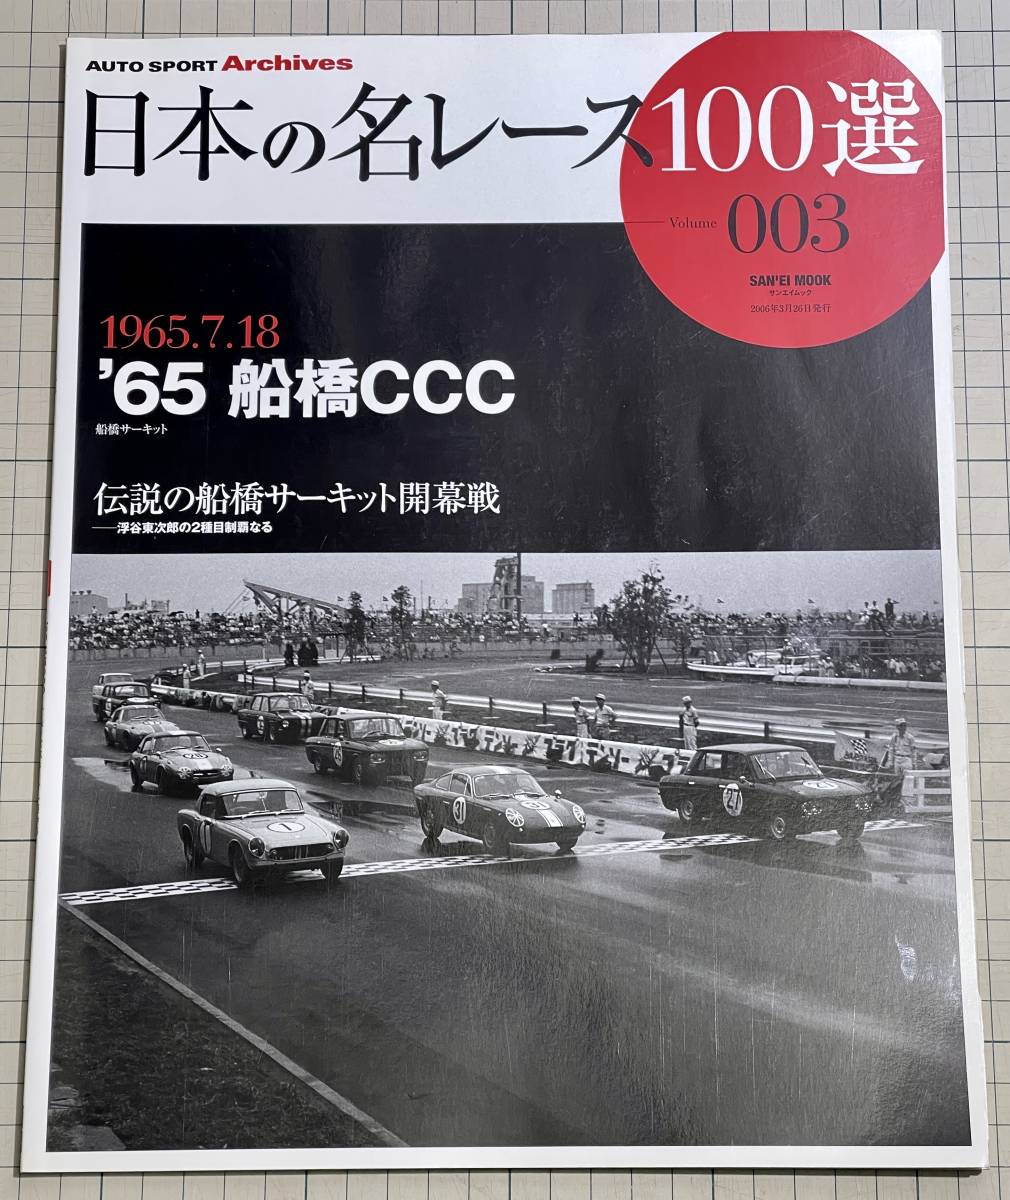 AUTO SPORT Archives
日本の名レース100選
Volume 003
SAN'EI MOOK
サンエイムック
2006年3月26日発行
1965.7.18
'65 船橋CCC
船橋サーキット
伝説の船橋サーキット開幕戦
──浮谷東次郎の2種目制覇なる
1
31
27